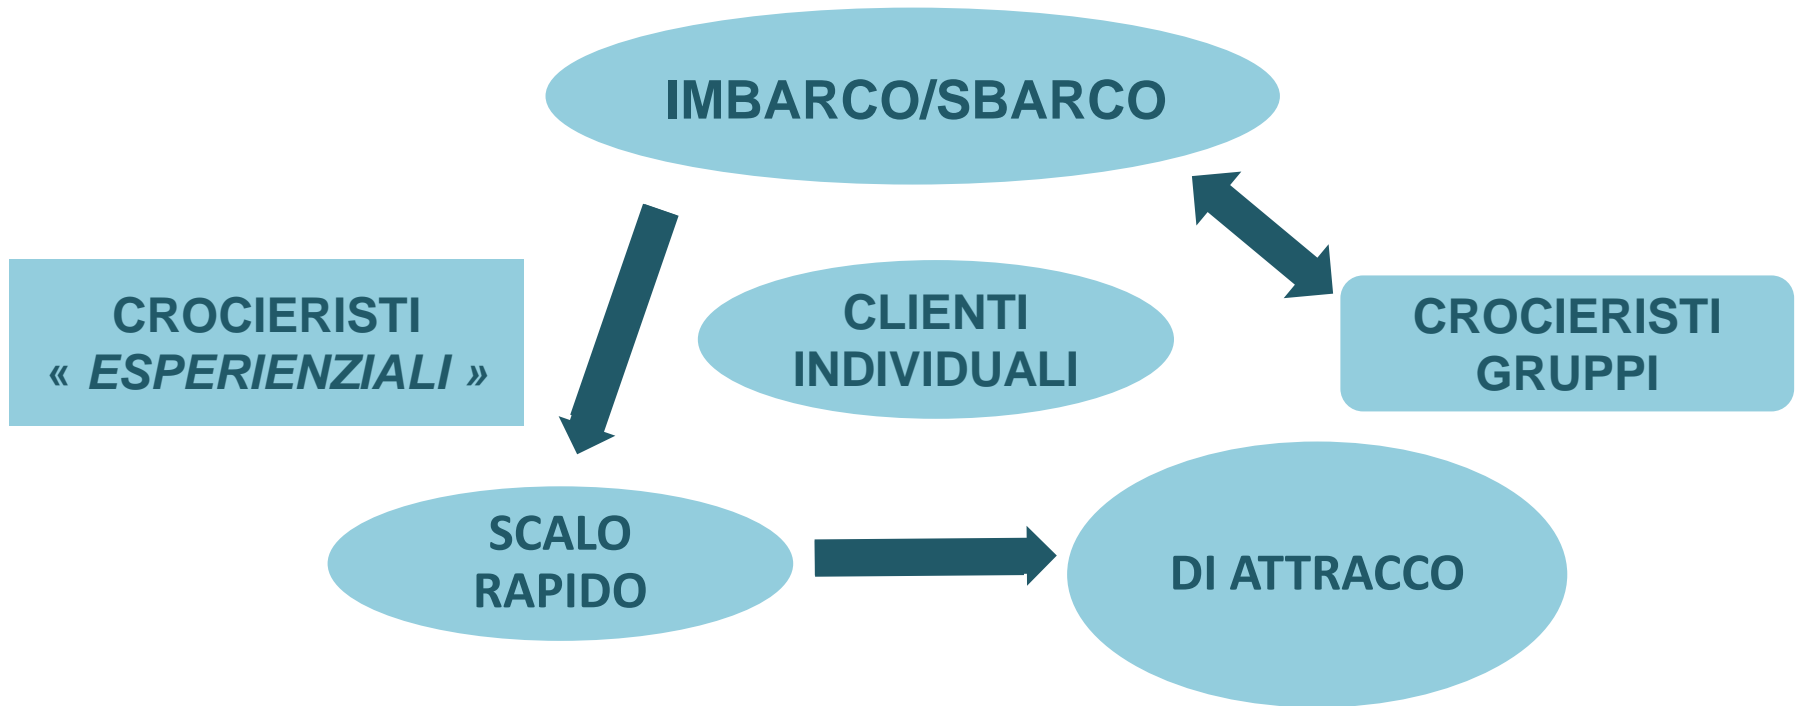 IMBARCO/SBARCO
CROCIERISTI
« ESPERIENZIALI »
CLIENTI
INDIVIDUALI
CROCIERISTI
GRUPPI
SCALO
RAPIDO
DI ATTRACCO